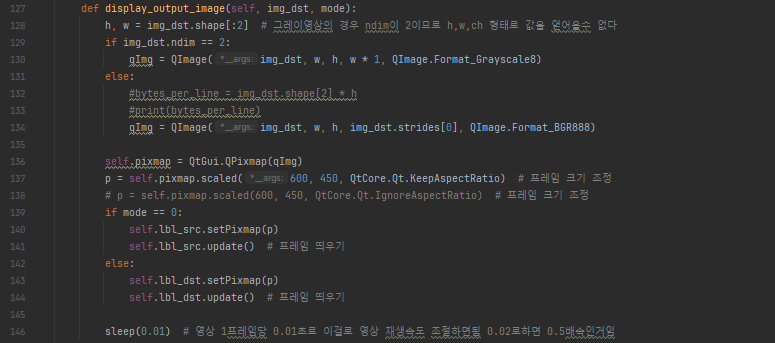 127 def display_output_image(self, img_dst, mode):
128 h, w = img_dst.shape[:2]  # 그레이영상의 경우 ndim이 2이므로 h,w,ch 형태로 값을 얻어올수 없다
129 if img_dst.ndim == 2:
130 qImg = QImage( *__args: img_dst, w, h, w * 1, QImage.Format_Grayscale8)
131 else:
132 #bytes_per_line = img_dst.shape[2] * h
133 #print(bytes_per_line)
134 qImg = QImage( *__args: img_dst, w, h, img_dst.strides[0], QImage.Format_BGR888)
135
136 self.pixmap = QtGui.QPixmap(qImg)
137 p = self.pixmap.scaled( *__args: 600, 450, QtCore.Qt.KeepAspectRatio)  # 프레임 크기 조정
138 # p = self.pixmap.scaled(600, 450, QtCore.Qt.IgnoreAspectRatio)  # 프레임 크기 조정
139 if mode == 0:
140 self.lbl_src.setPixmap(p)
141 self.lbl_src.update()  # 프레임 띄우기
142 else:
143 self.lbl_dst.setPixmap(p)
144 self.lbl_dst.update()  # 프레임 띄우기
145
146 sleep(0.01)  # 영상 1프레임당 0.01초로 이걸로 영상 재생속도 조절하면됨 0.02로하면 0.5배속인거임